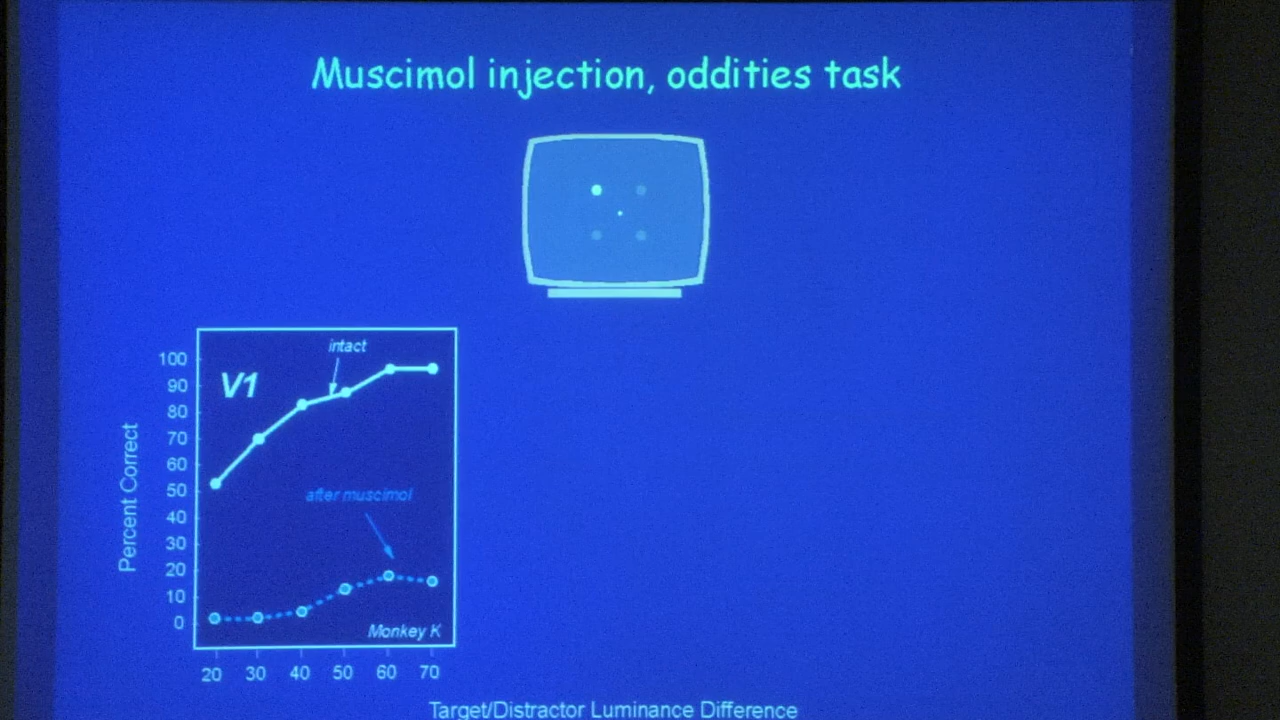 Muscimol injection, oddities task
intact
V1
after muscimol
Monkey K
Percent Correct
100
90
80
70
60
50
40
30
20
10
0
20 30 40 50 60 70
Target/Distractor Luminance Difference